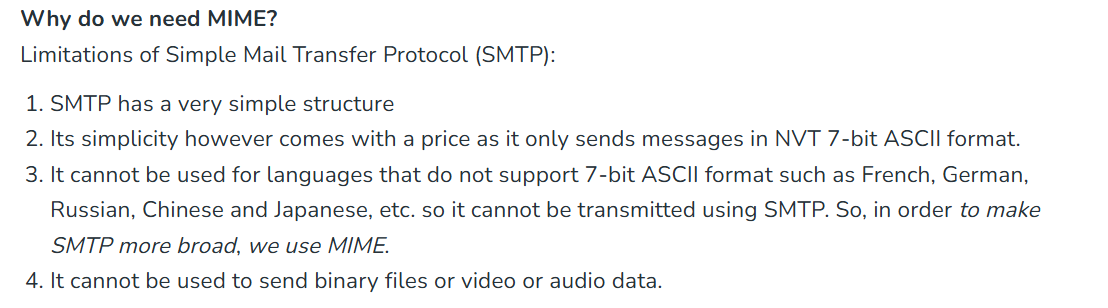 Why do we need MIME?
Limitations of Simple Mail Transfer Protocol (SMTP):
1. SMTP has a very simple structure
2. Its simplicity however comes with a price as it only sends messages in NVT 7-bit ASCII format.
3. It cannot be used for languages that do not support 7-bit ASCII format such as French, German,
Russian, Chinese and Japanese, etc. so it cannot be transmitted using SMTP. So, in order to make
SMTP more broad, we use MIME.
4. It cannot be used to send binary files or video or audio data.